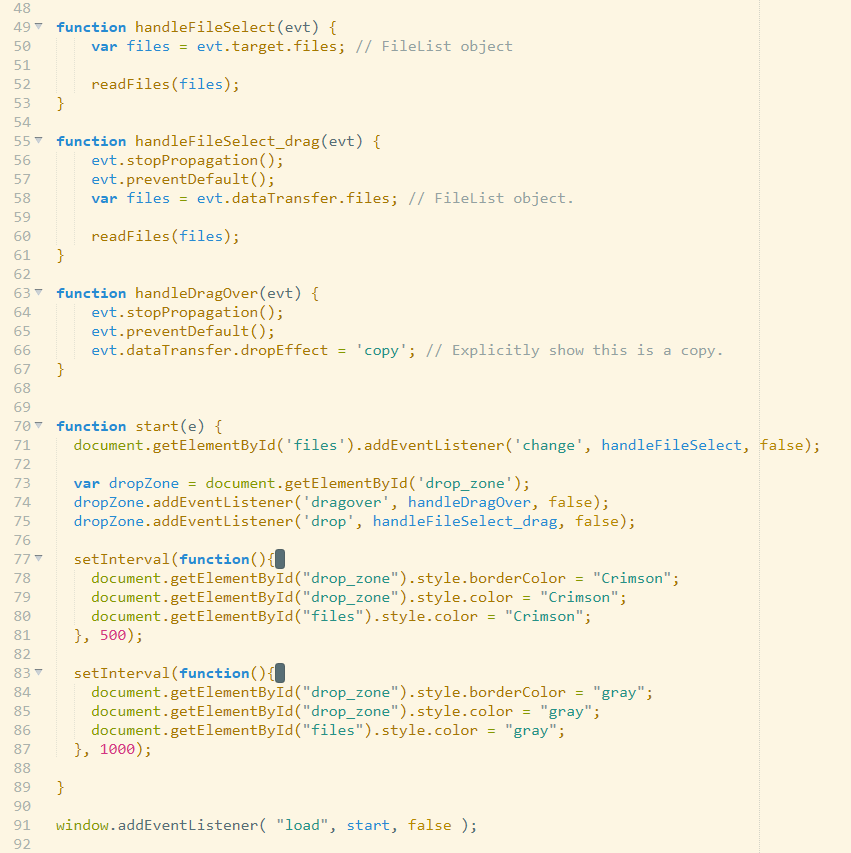 48
49 function handleFileSelect(evt) {
50     var files = evt.target.files; // FileList object
51
52     readFiles(files);
53 }
54
55 function handleFileSelect_drag(evt) {
56     evt.stopPropagation();
57     evt.preventDefault();
58     var files = evt.dataTransfer.files; // FileList object.
59
60     readFiles(files);
61 }
62
63 function handleDragOver(evt) {
64     evt.stopPropagation();
65     evt.preventDefault();
66     evt.dataTransfer.dropEffect = 'copy'; // Explicitly show this is a copy.
67 }
68
69
70 function start(e) {
71   document.getElementById('files').addEventListener('change', handleFileSelect, false);
72
73   var dropZone = document.getElementById('drop_zone');
74   dropZone.addEventListener('dragover', handleDragOver, false);
75   dropZone.addEventListener('drop', handleFileSelect_drag, false);
76
77   setInterval(function(){
78     document.getElementById("drop_zone").style.borderColor = "Crimson";
79     document.getElementById("drop_zone").style.color = "Crimson";
80     document.getElementById("files").style.color = "Crimson";
81   }, 500);
82
83   setInterval(function(){
84     document.getElementById("drop_zone").style.borderColor = "gray";
85     document.getElementById("drop_zone").style.color = "gray";
86     document.getElementById("files").style.color = "gray";
87   }, 1000);
88
89 }
90
91 window.addEventListener( "load", start, false );
92